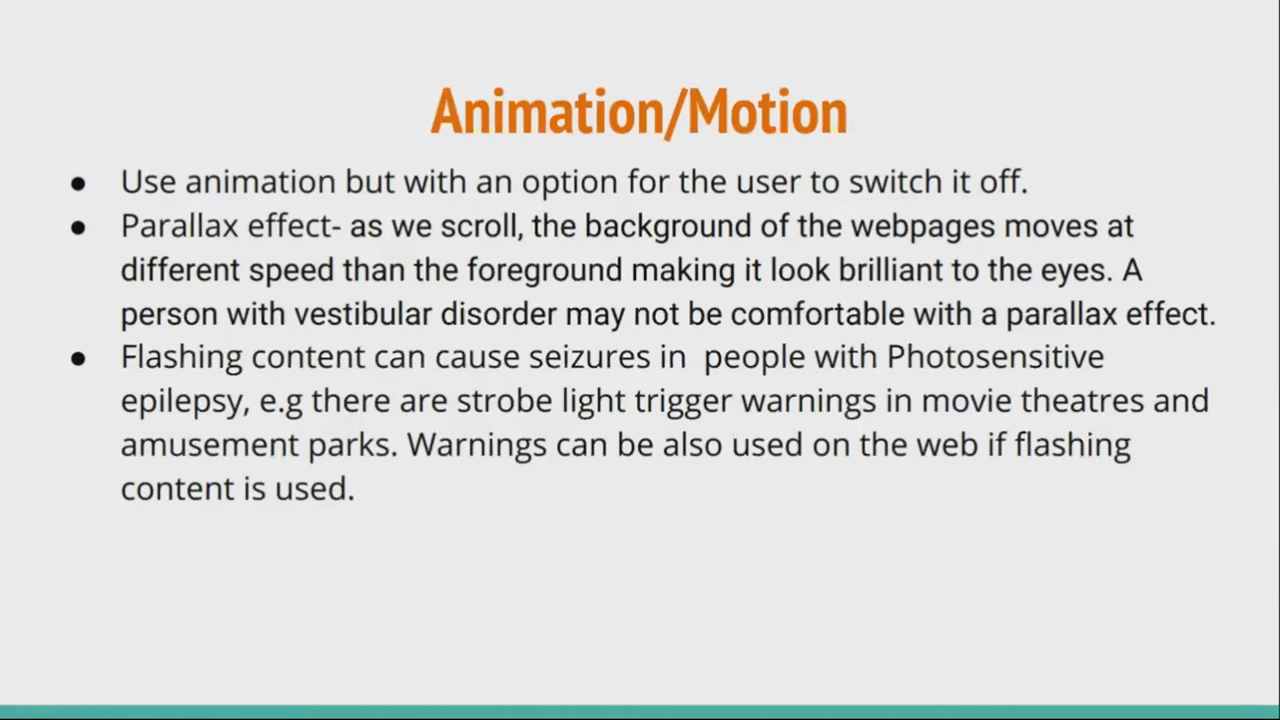 Animation/Motion
● Use animation but with an option for the user to switch it off.
● Parallax effect- as we scroll, the background of the webpages moves at
different speed than the foreground making it look brilliant to the eyes. A
person with vestibular disorder may not be comfortable with a parallax effect.
● Flashing content can cause seizures in  people with Photosensitive
epilepsy, e.g there are strobe light trigger warnings in movie theatres and
amusement parks. Warnings can be also used on the web if flashing
content is used.